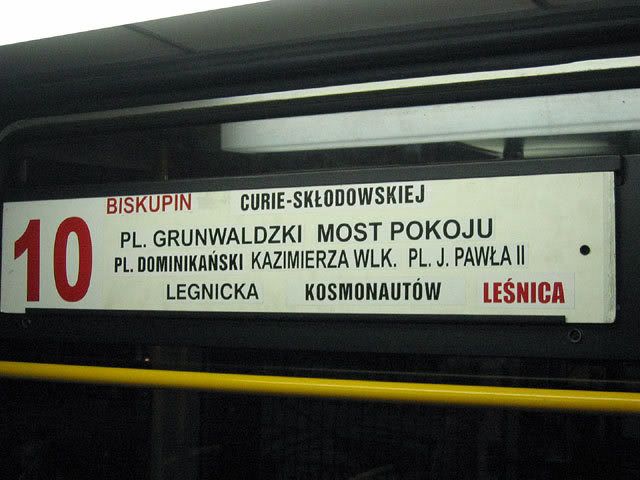 10
BISKUPIN CURIE-SKŁODOWSKIEJ
PL. GRUNWALDZKI MOST POKOJU
PL. DOMINIKAŃSKI KAZIMIERZA WLK. PL. J. PAWŁA II
LEGNICKA KOSMONAUTÓW LEŚNICA